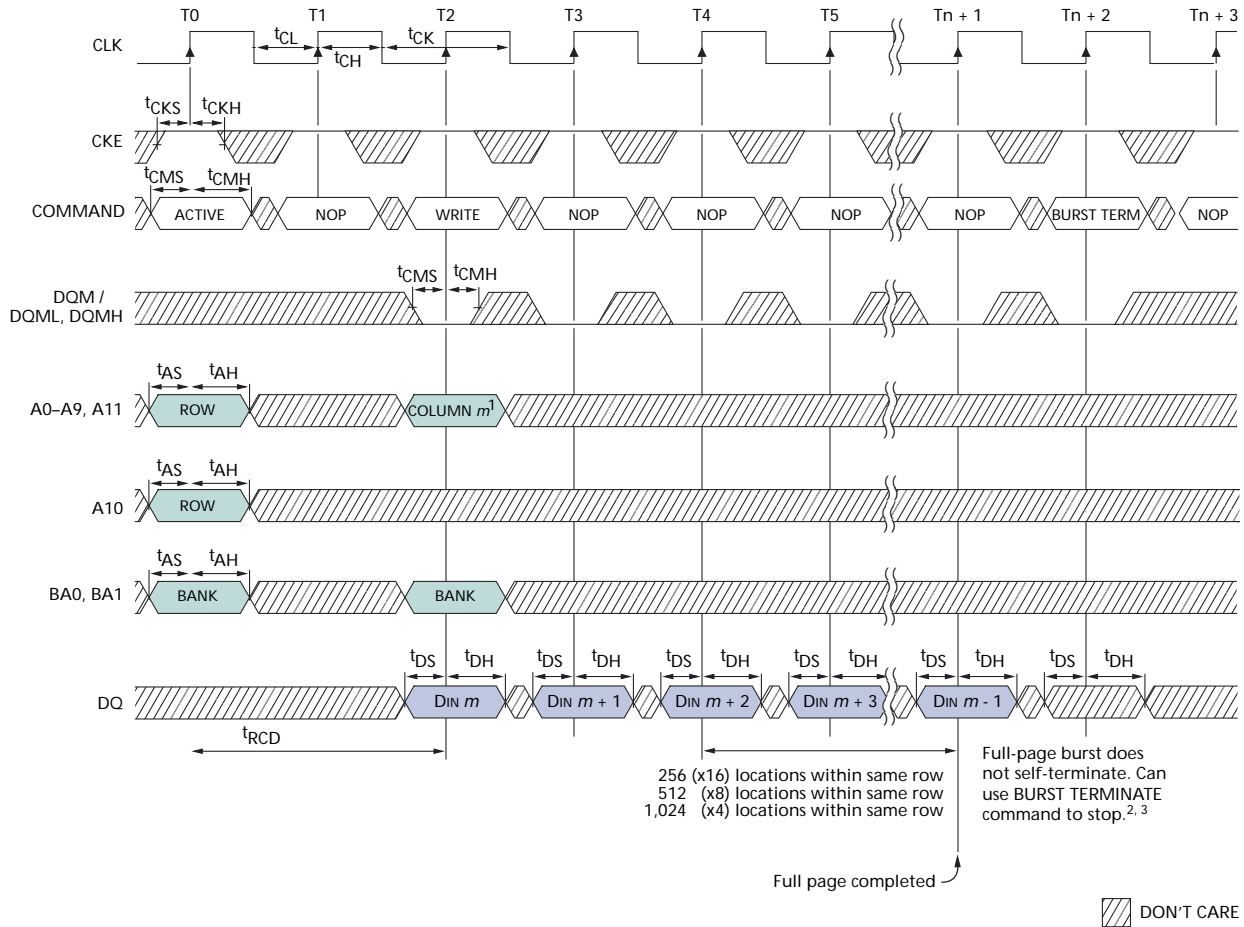 T0 T1 T2 T3 T4 T5 Tn + 1 Tn + 2 Tn + 3
CLK tCL tCH tCK
tCKS tCKH
CKE
tCMS tCMH
COMMAND ACTIVE NOP WRITE NOP NOP NOP NOP BURST TERM NOP
tCMS tCMH
DQM /
DQML, DQMH
tAS tAH
A0–A9, A11 ROW COLUMN m1
tAS tAH
A10 ROW
tAS tAH
BA0, BA1 BANK BANK
tDS tDH tDS tDH tDS tDH tDS tDH tDS tDH tDS tDH
DQ DIN m DIN m + 1 DIN m + 2 DIN m + 3 DIN m - 1
tRCD
256 (x16) locations within same row
512 (x8) locations within same row
1,024 (x4) locations within same row
Full-page burst does
not self-terminate. Can
use BURST TERMINATE
command to stop.2, 3
Full page completed
DON'T CARE